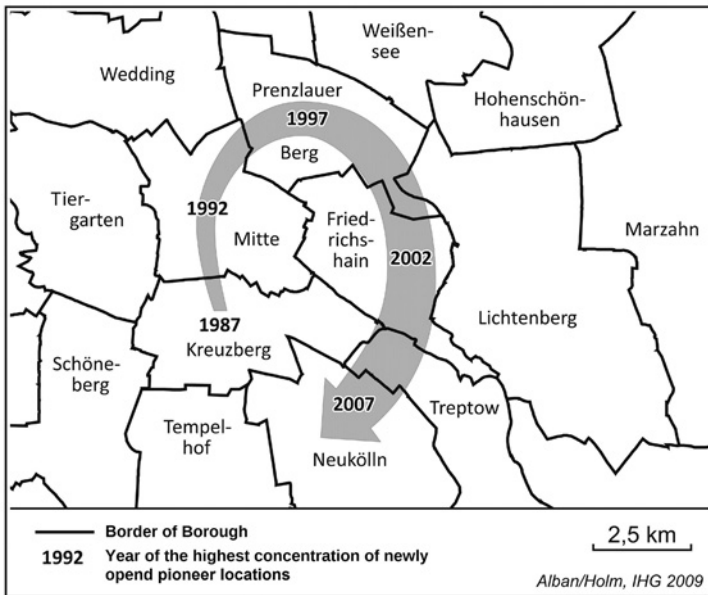 Weißen-
see
Wedding
Prenzlauer
Hohenschön-
hausen
1997
Berg
Tier-
garten
1992
Mitte
Fried-
richs-
hain
2002
Marzahn
1987
Kreuzberg
Lichtenberg
Schöne-
berg
2007
Treptow
Tempel-
hof
Neukölln
Border of Borough
1992 Year of the highest concentration of newly
opend pioneer locations
2,5 km
Alban/Holm, IHG 2009